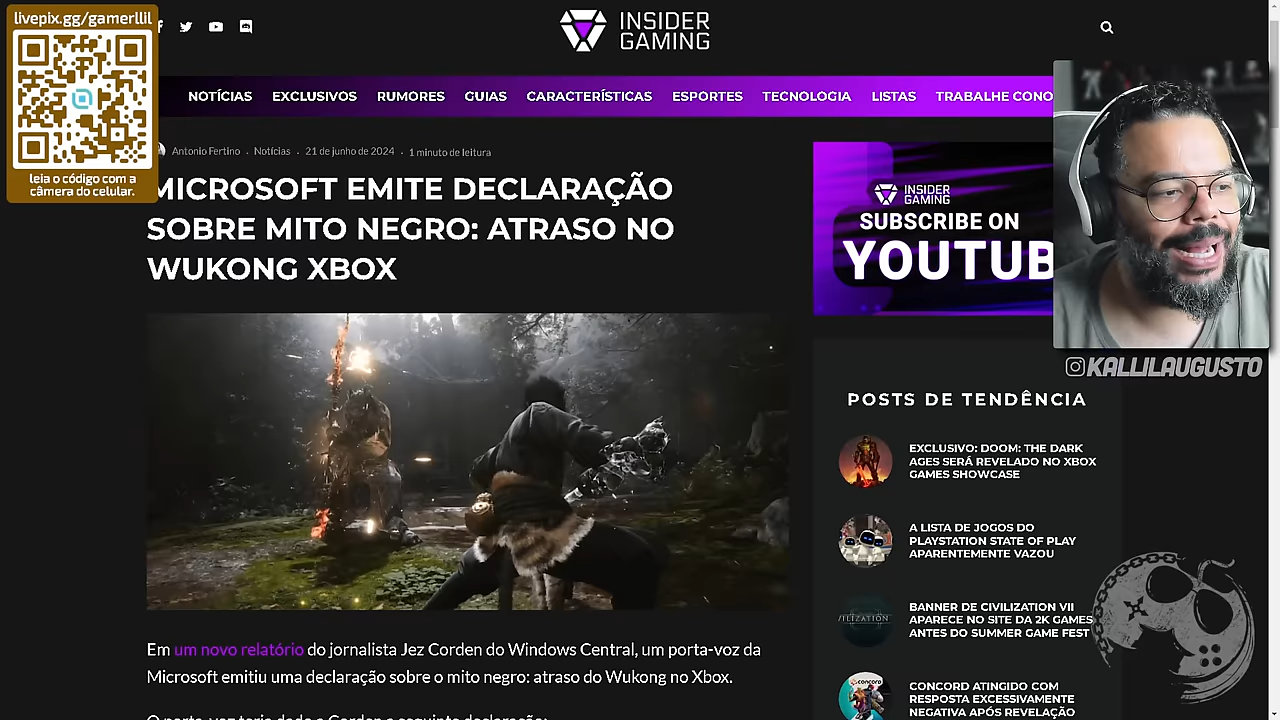 livepix.gg/gamerllil
leia o código com a
câmera do celular.
INSIDER
GAMING
NOTÍCIAS EXCLUSIVOS RUMORES GUIAS CARACTERÍSTICAS ESPORTES TECNOLOGIA LISTAS TRABALHE CONO
Antonio Fertino . Notícias . 21 de junho de 2024 . 1 minuto de leitura
MICROSOFT EMITE DECLARAÇÃO
SOBRE MITO NEGRO: ATRASO NO
WUKONG XBOX
INSIDER
GAMING
SUBSCRIBE ON
YOUTUB
KALLILAUGUSTO
POSTS DE TENDÊNCIA
EXCLUSIVO: DOOM: THE DARK
AGES SERÁ REVELADO NO XBOX
GAMES SHOWCASE
A LISTA DE JOGOS DO
PLAYSTATION STATE OF PLAY
APARENTEMENTE VAZOU
BANNER DE CIVILIZATION VII
APARECE NO SITE DA 2K GAMES
ANTES DO SUMMER GAME FEST
CONCORD ATINGIDO COM
RESPOSTA EXCESSIVAMENTE
NEGATIVA APÓS REVELAÇÃO
Em um novo relatório do jornalista Jez Corden do Windows Central, um porta-voz da
Microsoft emitiu uma declaração sobre o mito negro: atraso do Wukong no Xbox.